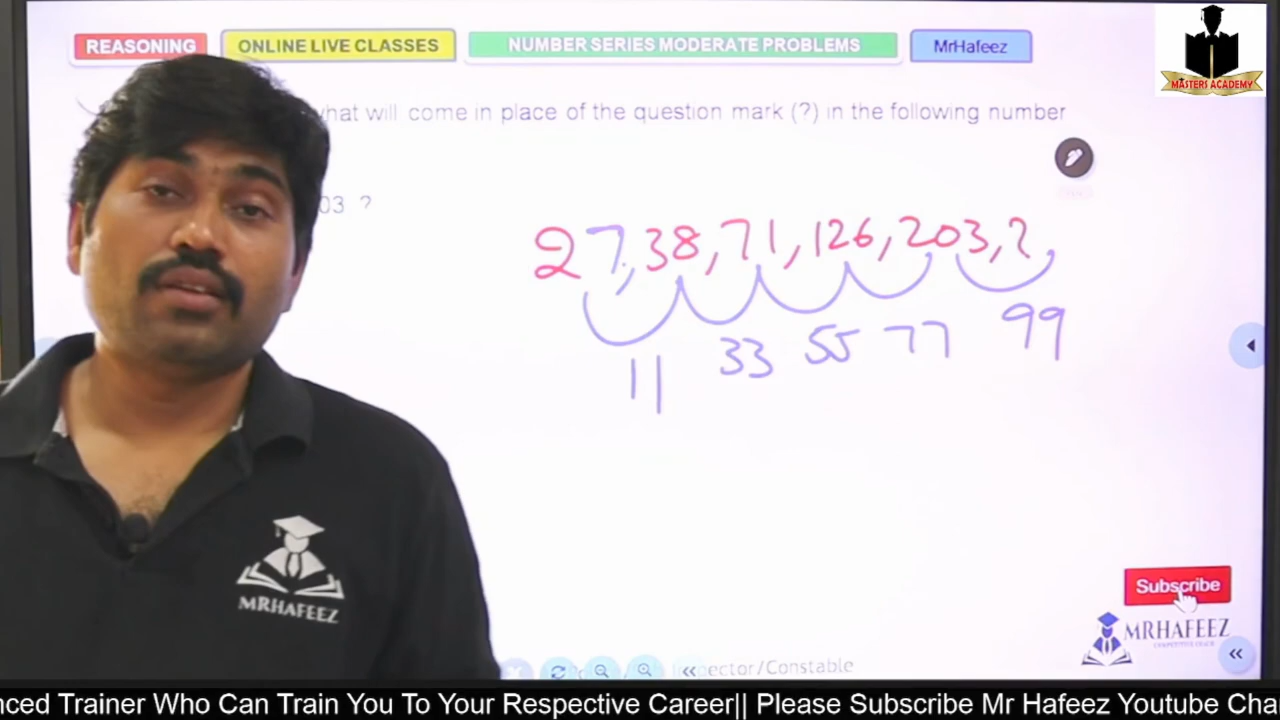 REASONING ONLINE LIVE CLASSES NUMBER SERIES MODERATE PROBLEMS MrHafeez
MASTERS ACADEMY
what will come in place of the question mark (?) in the following number
03 ?
27, 38, 71, 126, 203, ?
11 33 55 77 99
MRHAFEEZ
Subscribe
MRHAFEEZ
Inspector/Constable
nced Trainer Who Can Train You To Your Respective Career|| Please Subscribe Mr Hafeez Youtube Cha